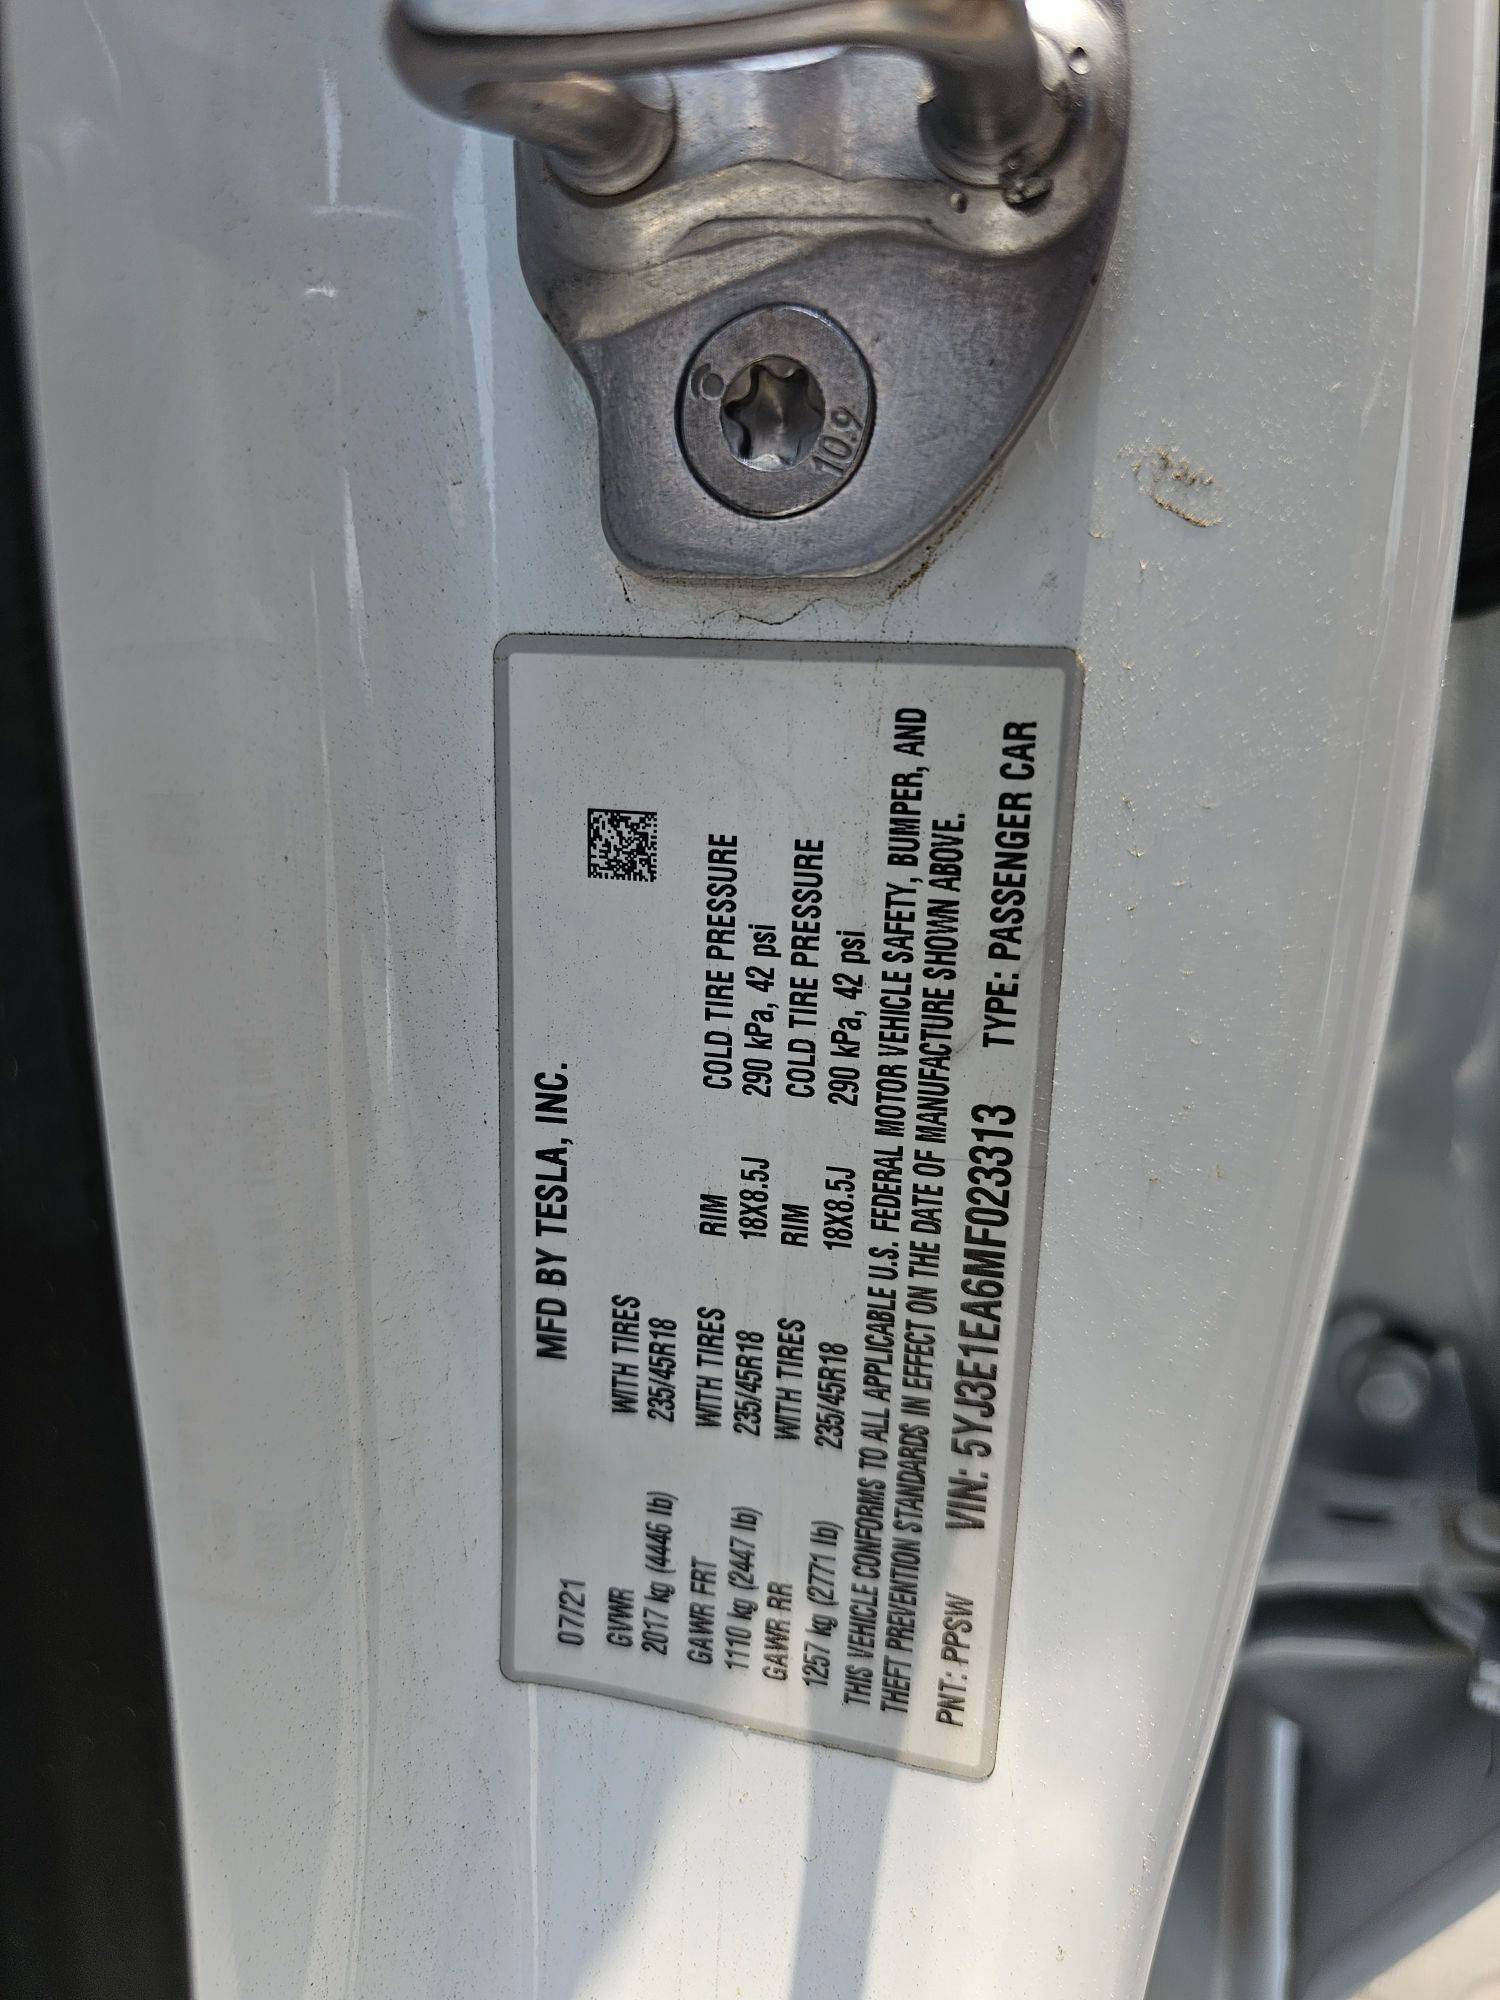 10.9
MFD BY TESLA, INC.
07/21
GVWR WITH TIRES
2017 kg (4446 lb) 235/45R18
GAWR FRT WITH TIRES RIM COLD TIRE PRESSURE
1110 kg (2447 lb) 235/45R18 18X8.5J 290 kPa, 42 psi
GAWR RR WITH TIRES RIM COLD TIRE PRESSURE
1257 kg (2771 lb) 235/45R18 18X8.5J 290 kPa, 42 psi
THIS VEHICLE CONFORMS TO ALL APPLICABLE U.S. FEDERAL MOTOR VEHICLE SAFETY, BUMPER, AND
THEFT PREVENTION STANDARDS IN EFFECT ON THE DATE OF MANUFACTURE SHOWN ABOVE.
PNT: PPSW VIN: 5YJ3E1EA6MF023313 TYPE: PASSENGER CAR